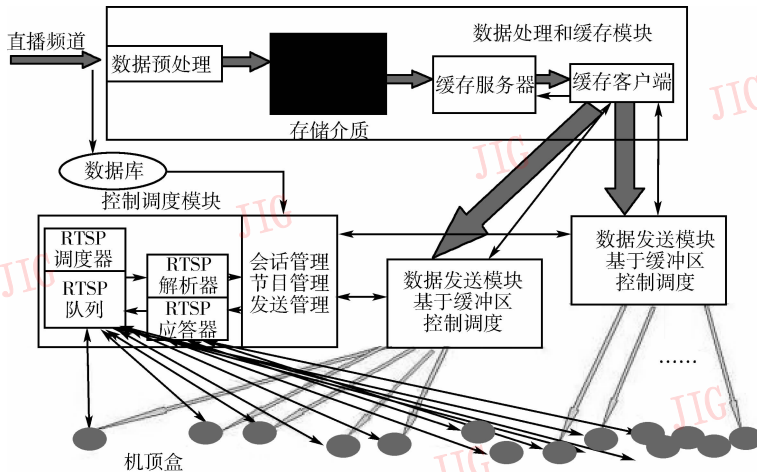 直播频道
数据处理和缓存模块
数据预处理
缓存服务器
缓存客户端
存储介质
数据库
控制调度模块
RTSP
调度器
RTSP
队列
RTSP
解析器
RTSP
应答器
会话管理
节目管理
发送管理
数据发送模块
基于缓冲区
控制调度
数据发送模块
基于缓冲区
控制调度
......
机顶盒
JIG
JIG
JIG
JIG
JIG
JIG